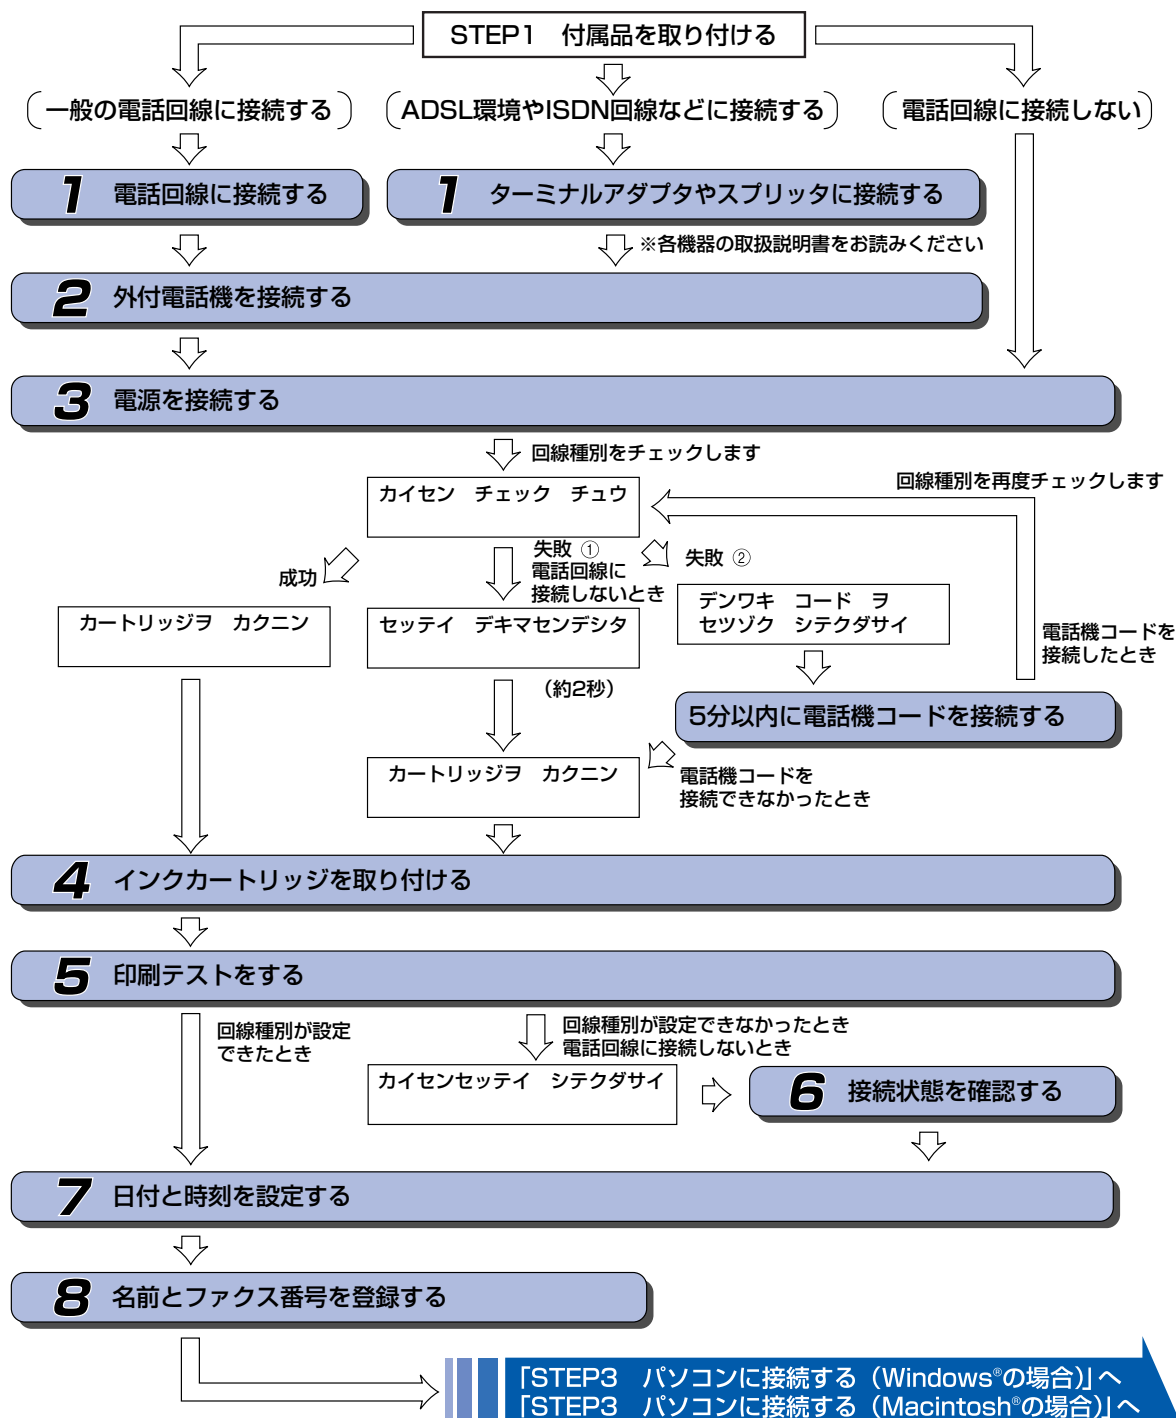 STEP1　付属品を取り付ける
一般の電話回線に接続する
ADSL環境やISDN回線などに接続する
電話回線に接続しない
1 電話回線に接続する
1 ターミナルアダプタやスプリッタに接続する
※各機器の取扱説明書をお読みください
2 外付電話機を接続する
3 電源を接続する
回線種別をチェックします
回線種別を再度チェックします
カイセン　チェック　チュウ
成功
失敗 ①
電話回線に
接続しないとき
失敗 ②
カートリッジヲ　カクニン
セッテイ　デキマセンデシタ
デンワキ　コード　ヲ
セツゾク　シテクダサイ
電話機コードを
接続したとき
（約2秒）
5分以内に電話機コードを接続する
カートリッジヲ　カクニン
電話機コードを
接続できなかったとき
4 インクカートリッジを取り付ける
5 印刷テストをする
回線種別が設定
できたとき
回線種別が設定できなかったとき
電話回線に接続しないとき
カイセンセッテイ　シテクダサイ
6 接続状態を確認する
7 日付と時刻を設定する
8 名前とファクス番号を登録する
「STEP3　パソコンに接続する（Windows®の場合）」へ
「STEP3　パソコンに接続する（Macintosh®の場合）」へ